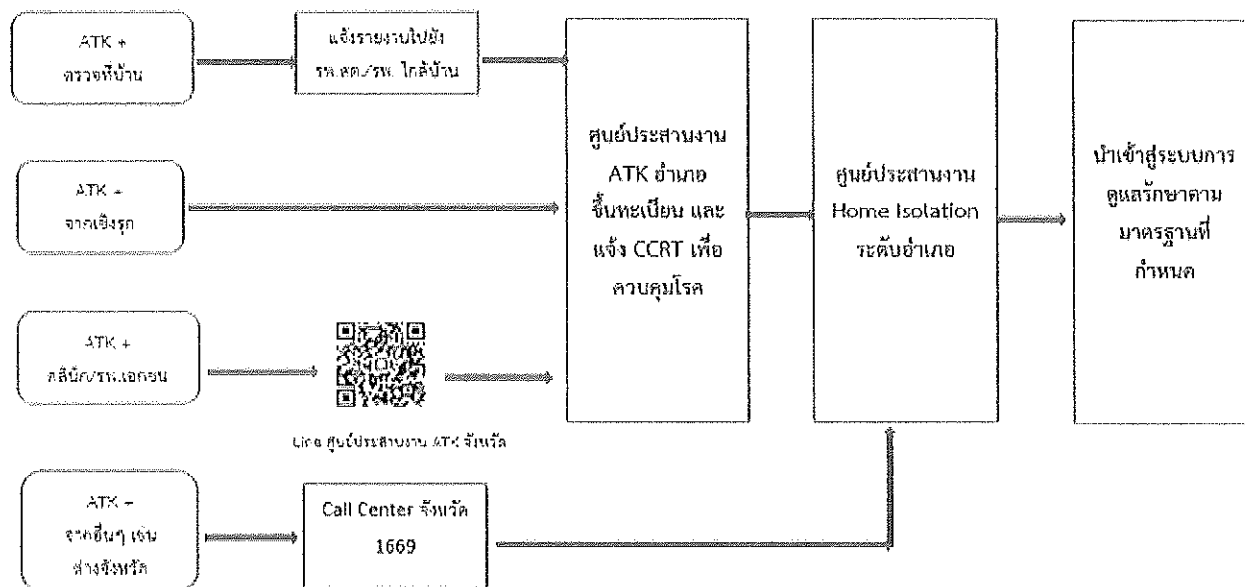 ATK +
ตรวจที่บ้าน
แจ้งรายงานไปยัง
รพ.สต./รพ. ใกล้บ้าน
ATK +
จากเชิงรุก
ATK +
คลินิก/รพ.เอกชน
Line ศูนย์ประสานงาน ATK จังหวัด
ATK +
จากอื่นๆ เช่น
ต่างจังหวัด
Call Center จังหวัด
1669
ศูนย์ประสานงาน
ATK อำเภอ
ขึ้นทะเบียน และ
แจ้ง CCRT เพื่อ
ควบคุมโรค
ศูนย์ประสานงาน
Home Isolation
ระดับอำเภอ
นำเข้าสู่ระบบการ
ดูแลรักษาตาม
มาตรฐานที่
กำหนด